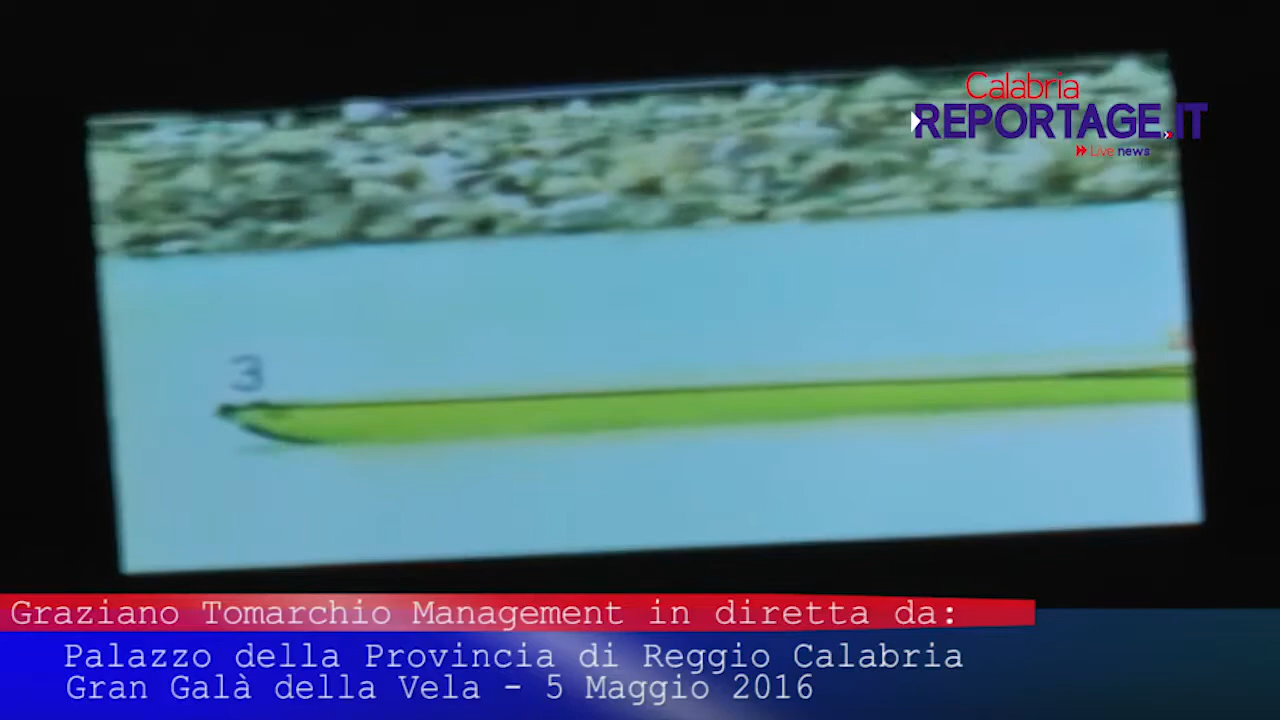 Calabria
REPORTAGE.IT
Live news
3
Graziano Tomarchio Management in diretta da:
Palazzo della Provincia di Reggio Calabria
Gran Galà della Vela - 5 Maggio 2016